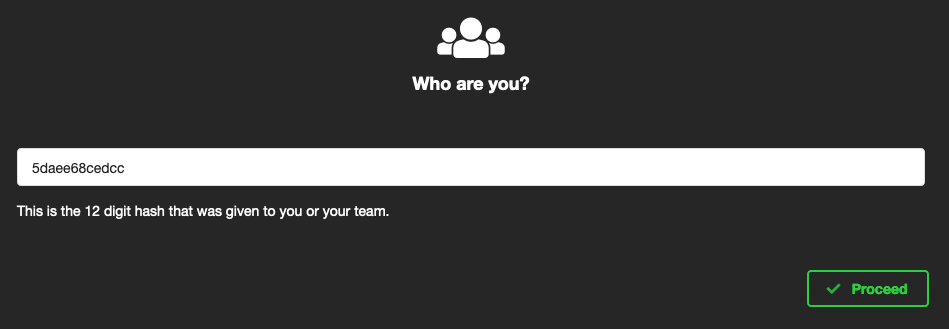 Who are you?
5daee68cedcc
This is the 12 digit hash that was given to you or your team.
Proceed